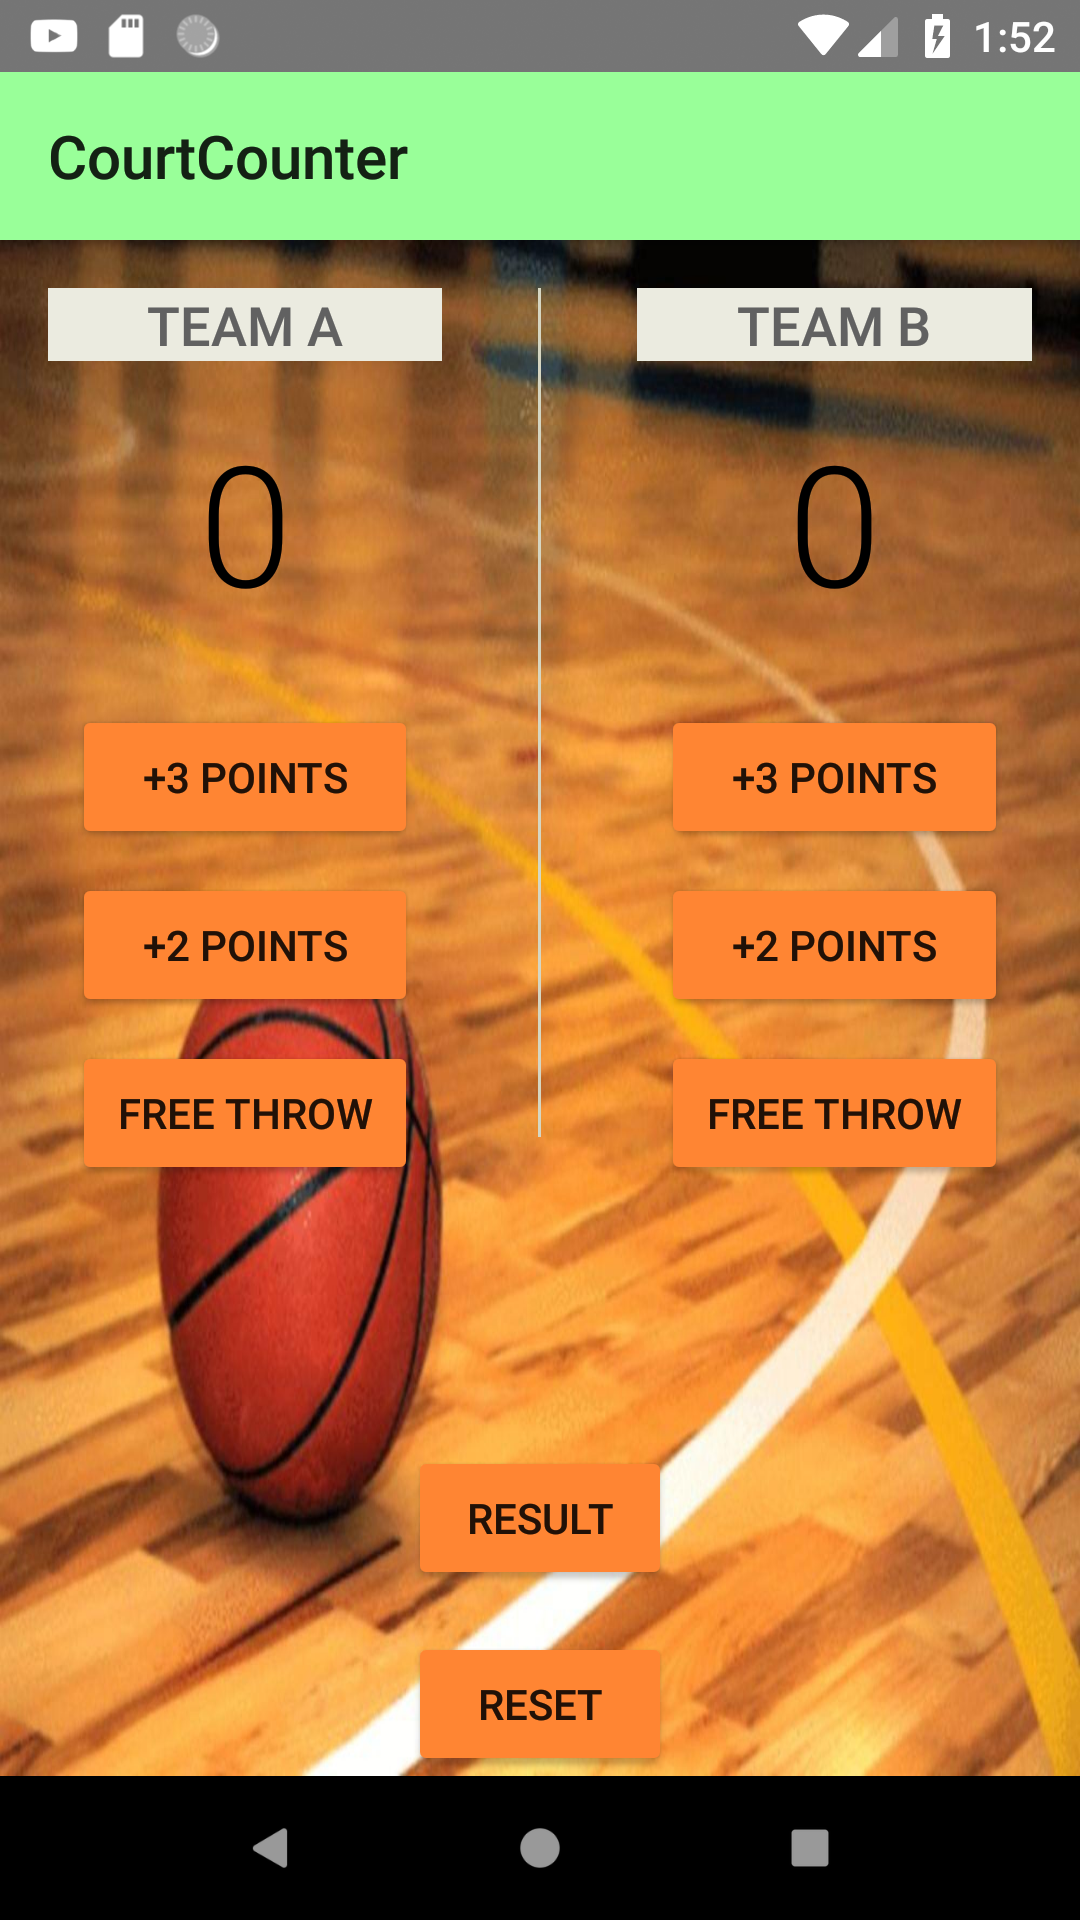 1:52
CourtCounter
TEAM A
TEAM B
0
0
+3 POINTS
+3 POINTS
+2 POINTS
+2 POINTS
FREE THROW
FREE THROW
RESULT
RESET